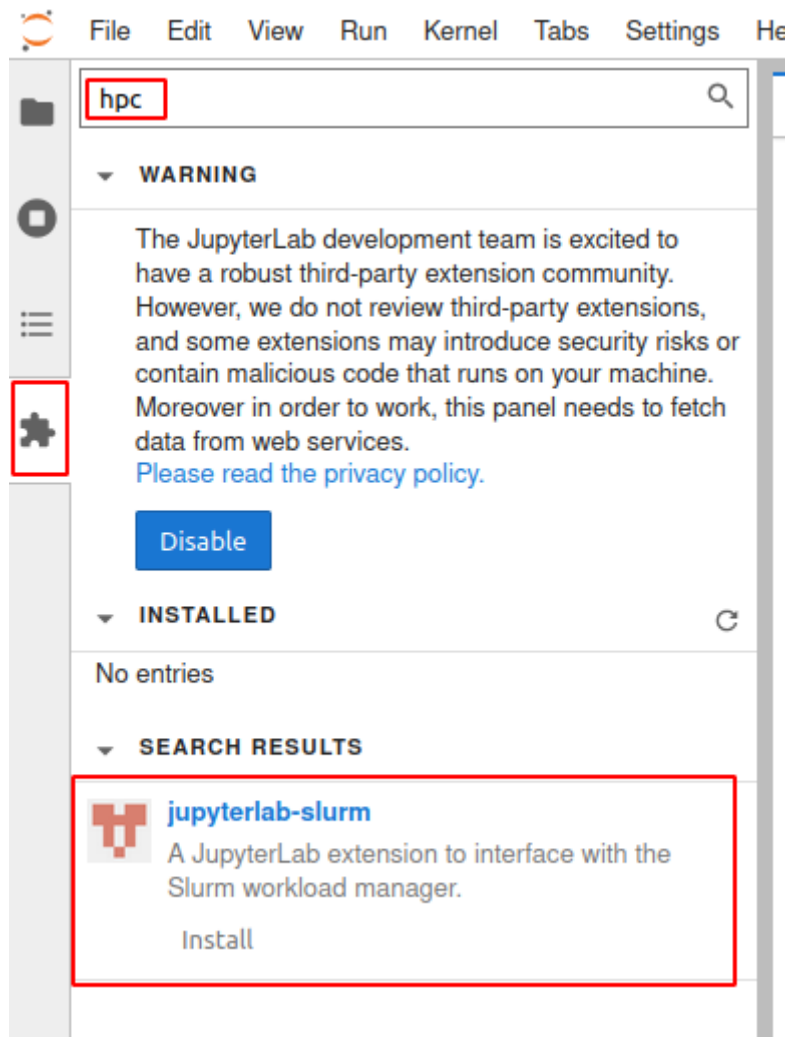 File Edit View Run Kernel Tabs Settings He
hpc
WARNING
The JupyterLab development team is excited to
have a robust third-party extension community.
However, we do not review third-party extensions,
and some extensions may introduce security risks or
contain malicious code that runs on your machine.
Moreover in order to work, this panel needs to fetch
data from web services.
Please read the privacy policy.
Disable
INSTALLED
No entries
SEARCH RESULTS
jupyterlab-slurm
A JupyterLab extension to interface with the
Slurm workload manager.
Install